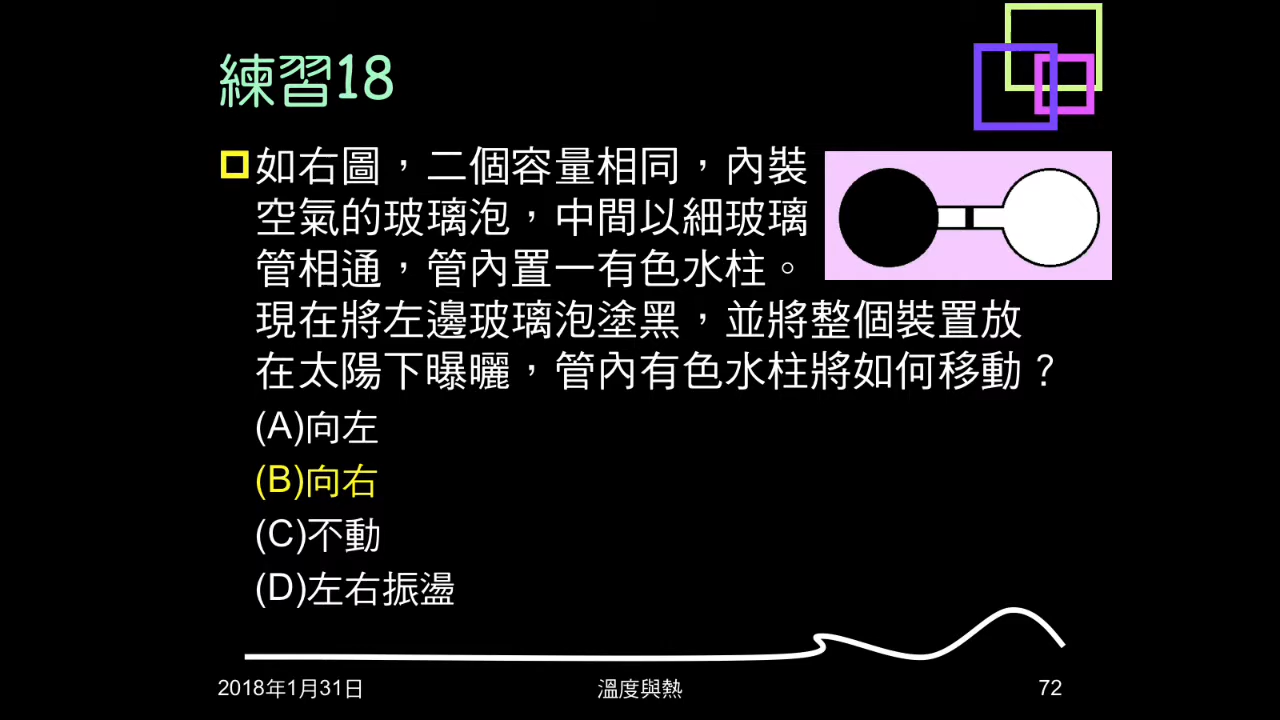 練習18
如右圖，二個容量相同，內裝
空氣的玻璃泡，中間以細玻璃
管相通，管內置一有色水柱。
現在將左邊玻璃泡塗黑，並將整個裝置放
在太陽下曝曬，管內有色水柱將如何移動？
(A)向左
(B)向右
(C)不動
(D)左右振盪
2018年1月31日
溫度與熱
72